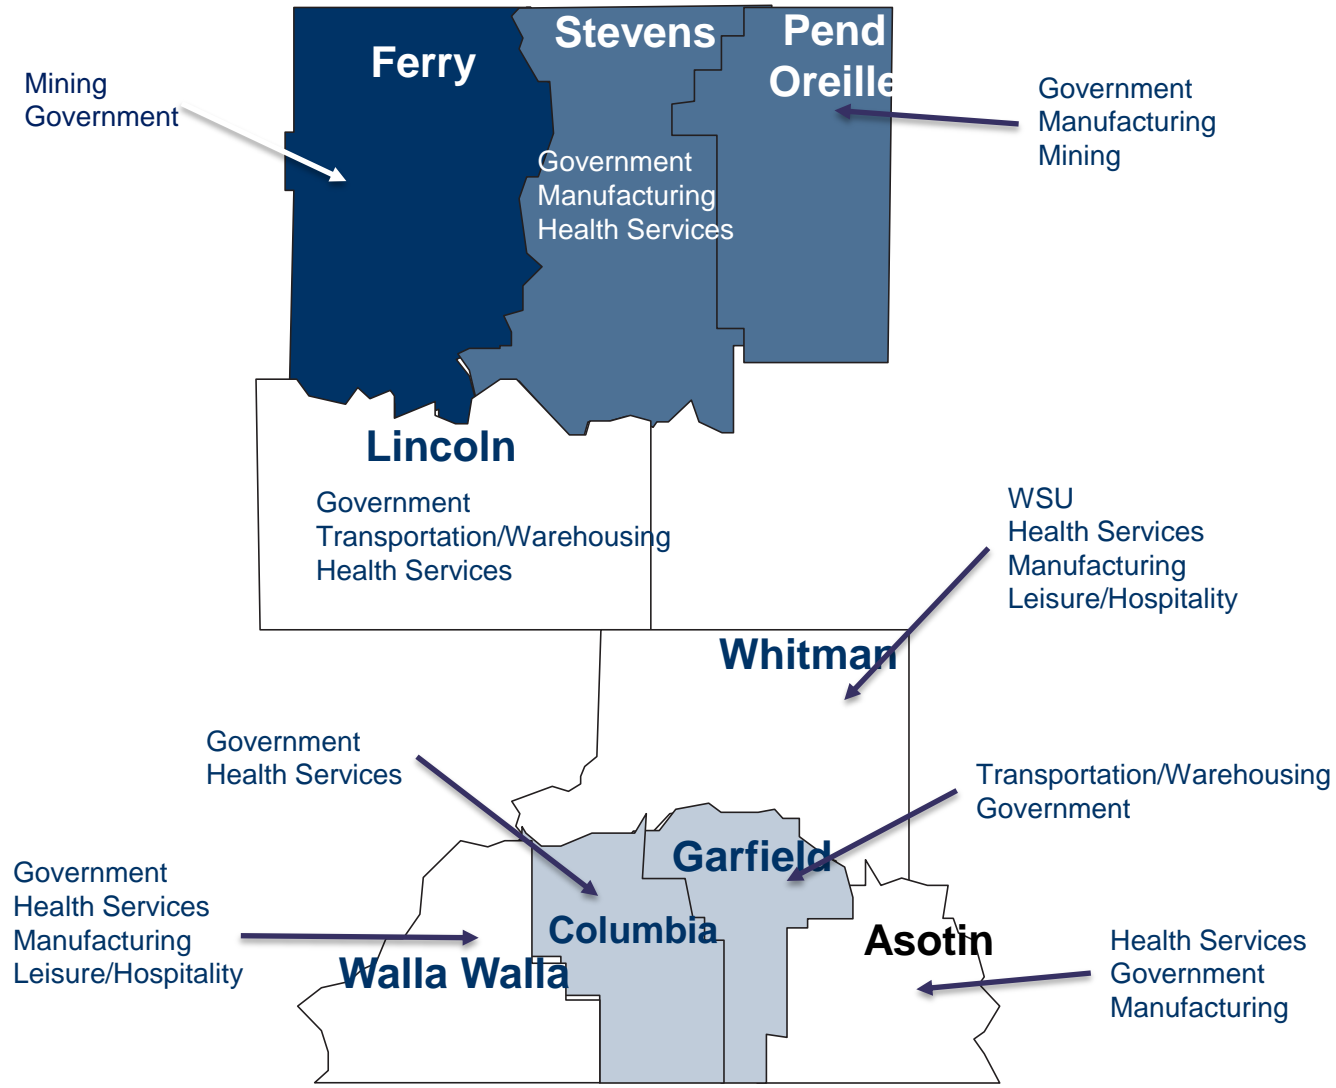 Ferry
Stevens
Pend
Oreille
Mining
Government
Government
Manufacturing
Mining
Government
Manufacturing
Health Services
Lincoln
Government
Transportation/Warehousing
Health Services
WSU
Health Services
Manufacturing
Leisure/Hospitality
Whitman
Government
Health Services
Transportation/Warehousing
Government
Garfield
Government
Health Services
Manufacturing
Leisure/Hospitality
Columbia
Walla Walla
Asotin
Health Services
Government
Manufacturing